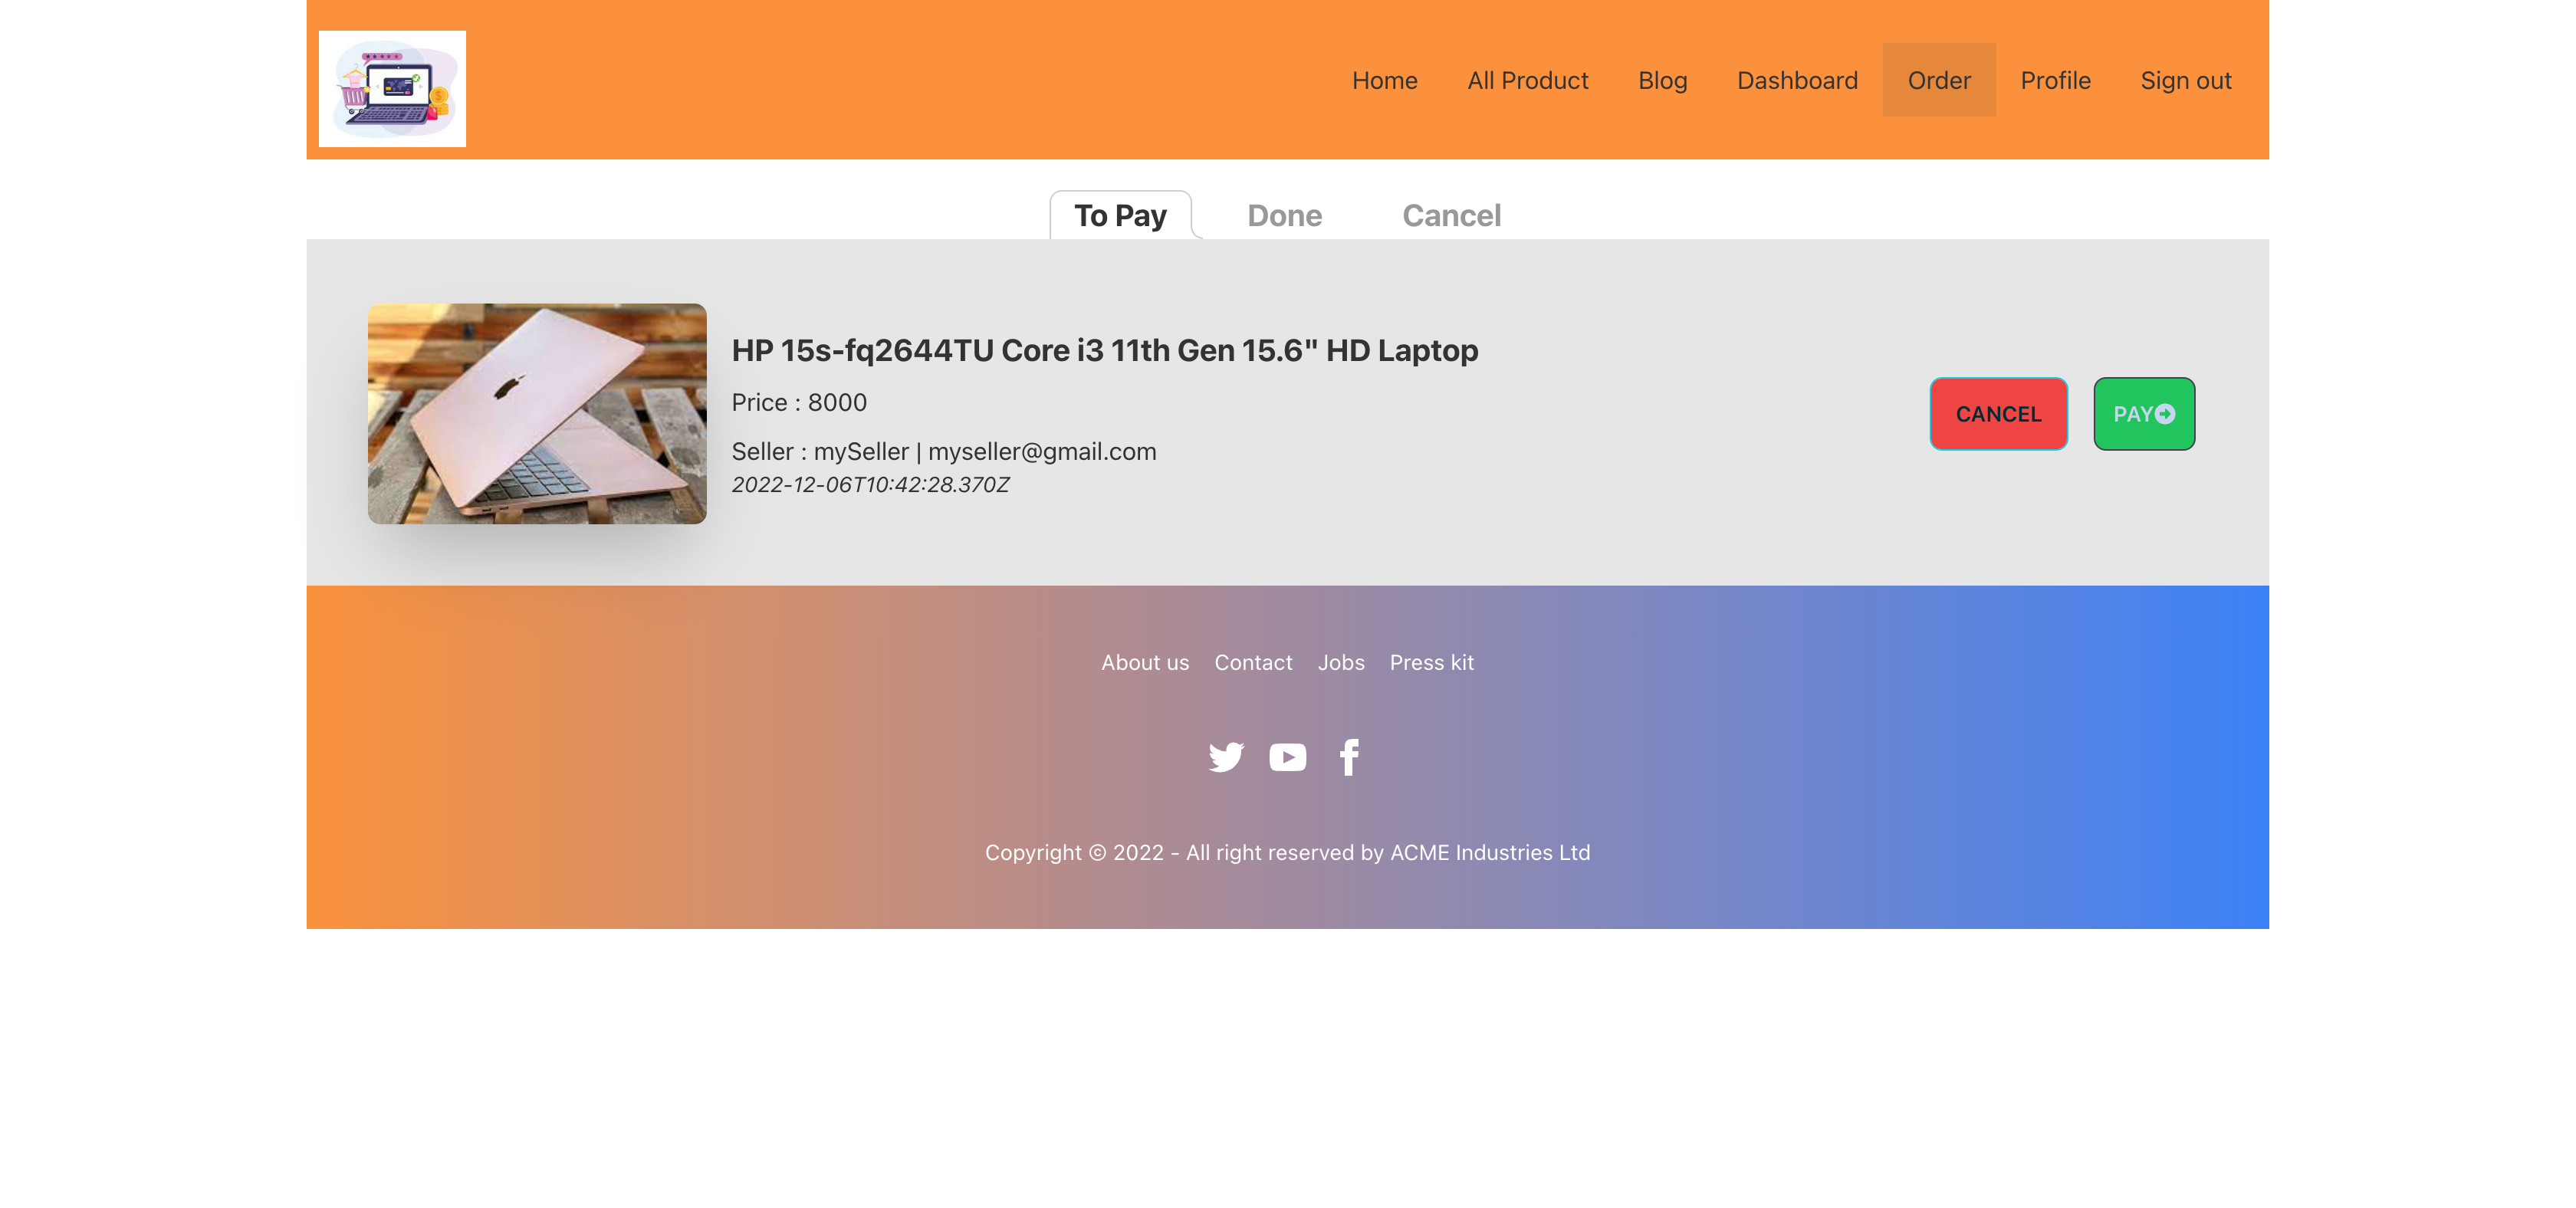 Home All Product Blog Dashboard Order Profile Sign out
To Pay Done Cancel
HP 15s-fq2644TU Core i3 11th Gen 15.6" HD Laptop
Price : 8000
Seller : mySeller | myseller@gmail.com
2022-12-06T10:42:28.370Z
CANCEL PAY
About us Contact Jobs Press kit
Copyright © 2022 - All right reserved by ACME Industries Ltd